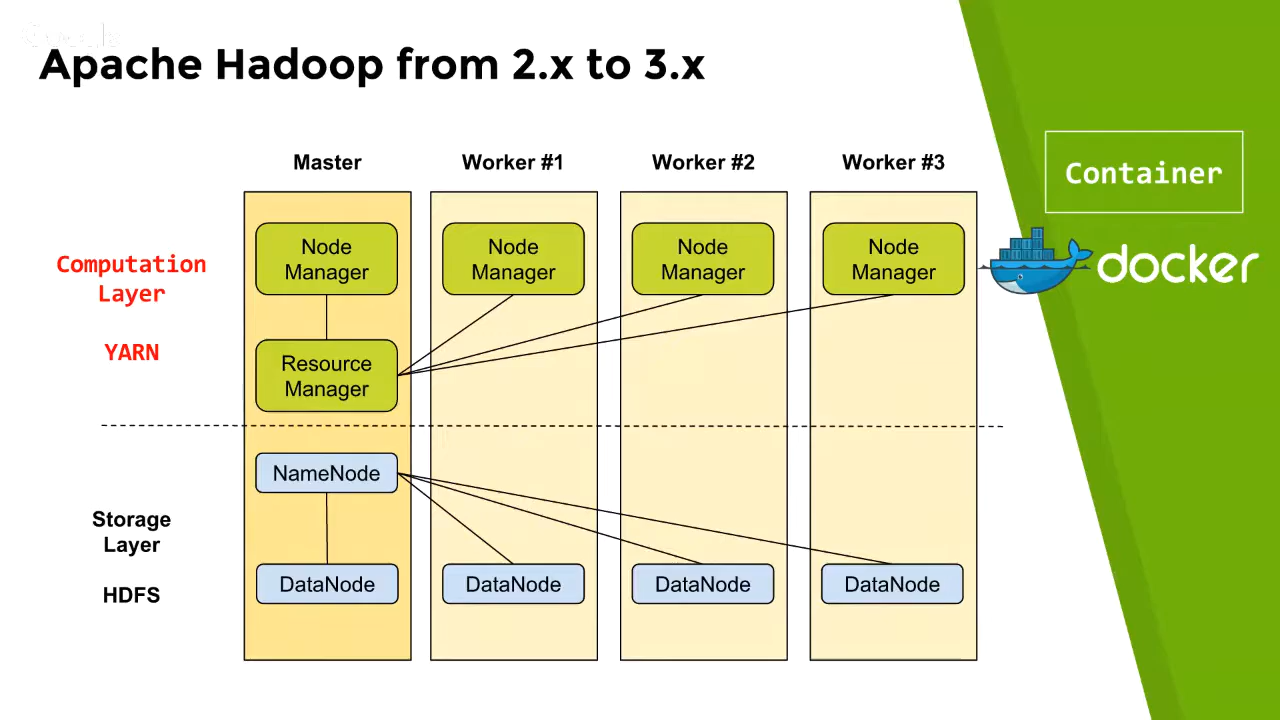 Apache Hadoop from 2.x to 3.x
Master
Worker #1
Worker #2
Worker #3
Container
docker
Computation
Layer
YARN
Node
Manager
Node
Manager
Node
Manager
Node
Manager
Resource
Manager
NameNode
Storage
Layer
HDFS
DataNode
DataNode
DataNode
DataNode